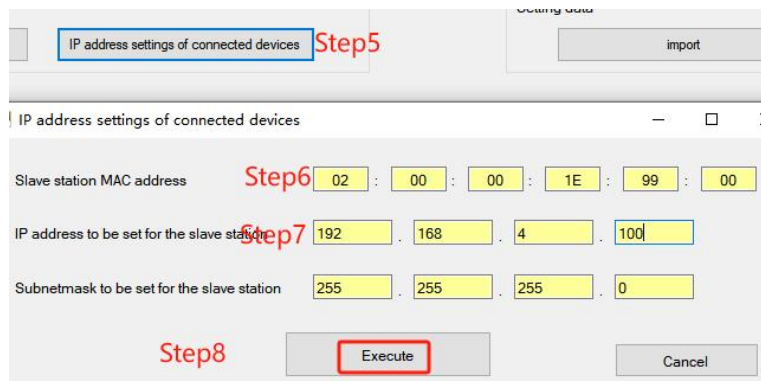 Setting data
IP address settings of connected devices Step5 import
IP address settings of connected devices
Slave station MAC address Step6 02 : 00 : 00 : 1E : 99 : 00
IP address to be set for the slave station Step7 192 . 168 . 4 . 100
Subnetmask to be set for the slave station 255 . 255 . 255 . 0
Step8 Execute Cancel